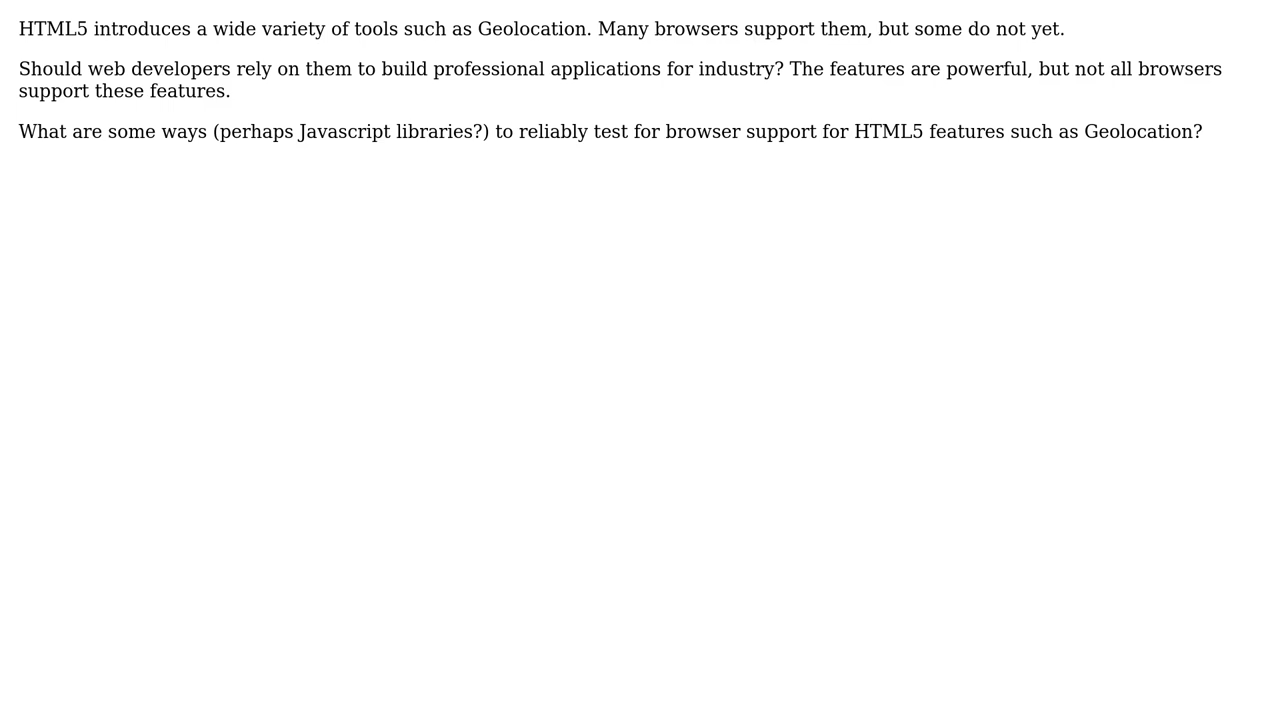 HTML5 introduces a wide variety of tools such as Geolocation. Many browsers support them, but some do not yet.
Should web developers rely on them to build professional applications for industry? The features are powerful, but not all browsers
support these features.
What are some ways (perhaps Javascript libraries?) to reliably test for browser support for HTML5 features such as Geolocation?